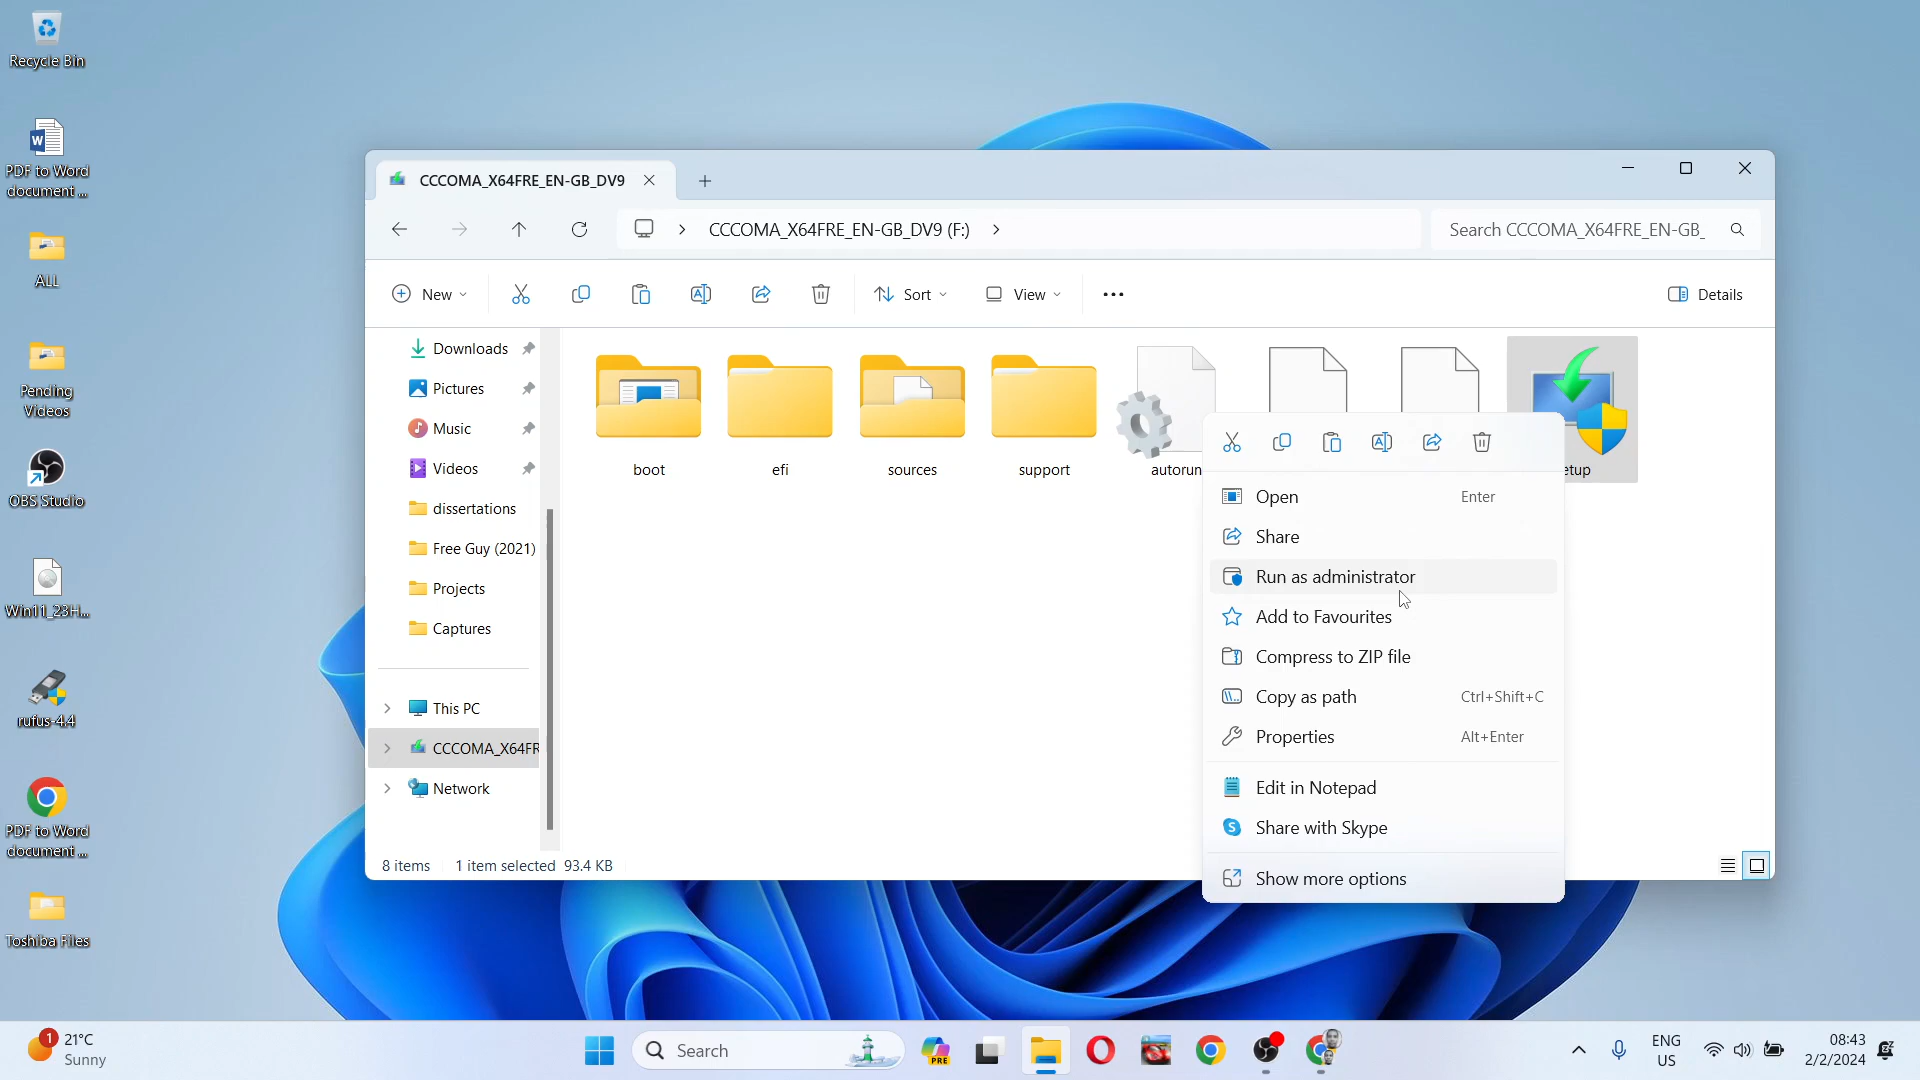 Recycle Bin
PDF to Word
document ...
ALL
Pending
Videos
OBS Studio
Win11_23H...
rufus-4.4
PDF to Word
document ...
Toshiba Files
CCCOMA_X64FRE_EN-GB_DV9
CCCOMA_X64FRE_EN-GB_DV9 (F:)
Search CCCOMA_X64FRE_EN-GB_
New
Sort
View
Details
Downloads
Pictures
Music
Videos
dissertations
Free Guy (2021)
Projects
Captures
This PC
CCCOMA_X64FR
Network
boot
efi
sources
support
autorun
etup
Open Enter
Share
Run as administrator
Add to Favourites
Compress to ZIP file
Copy as path Ctrl+Shift+C
Properties Alt+Enter
Edit in Notepad
Share with Skype
Show more options
8 items 1 item selected 93.4 KB
1
21°C
Sunny
Search
PRE
ENG
US
08:43
2/2/2024